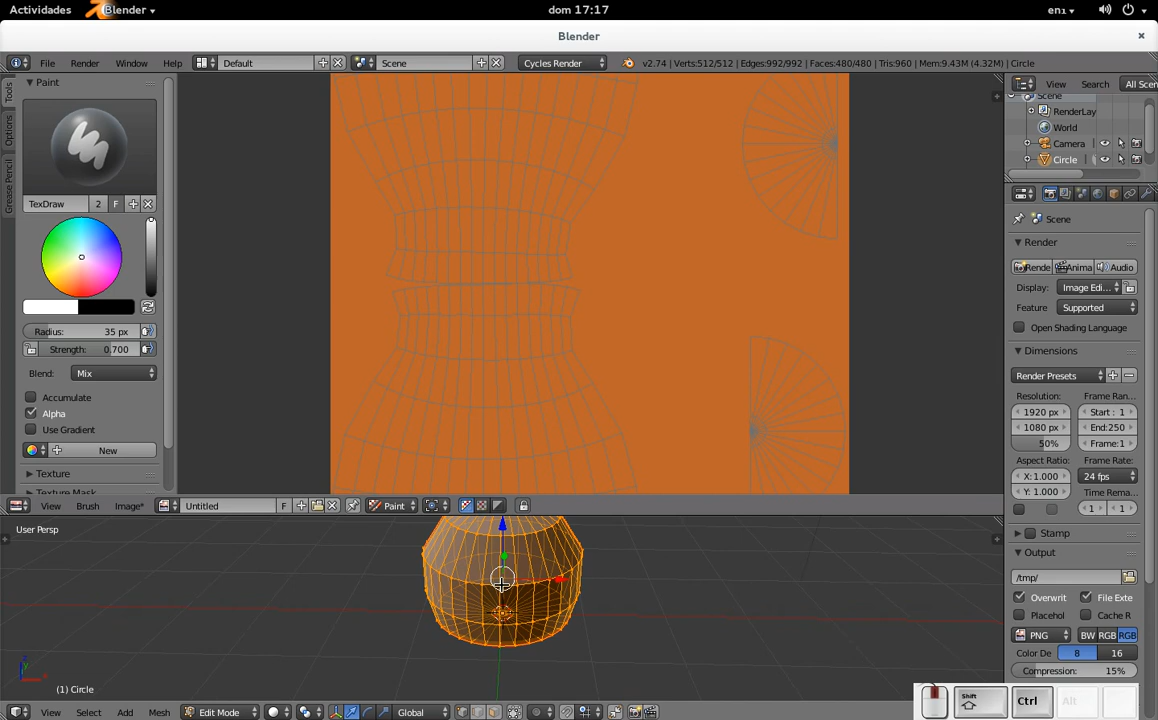 Actividades Blender dom 17:17 en1
Blender
File Render Window Help Default Scene Cycles Render v2.74 | Verts:512/512 | Edges:992/992 | Faces:480/480 | Tris:960 | Mem:9.43M (4.32M) | Circle
Tools
Options
Grease Pencil
Paint
TexDraw 2 F
Radius: 35 px
Strength: 0.700
Blend: Mix
Accumulate
Alpha
Use Gradient
New
Texture
Texture Mask
View Brush Image* Untitled F Paint
User Persp
(1) Circle
View Select Add Mesh Edit Mode Global
View Search All Scen
Scene
RenderLay
World
Camera
Circle
Scene
Render
Rende Anima Audio
Display: Image Edi...
Feature Supported
Open Shading Language
Dimensions
Render Presets
Resolution: Frame Ran...
1920 px Start : 1
1080 px End:250
50% Frame:1
Aspect Ratio: Frame Rate:
X:1.000 24 fps
Y: 1.000 Time Rema...
1 1
Stamp
Output
/tmp/
Overwrit File Exte
Placehol Cache R
PNG BW RGB RGB
Color De 8 16
Compression: 15%
Shift Ctrl Alt